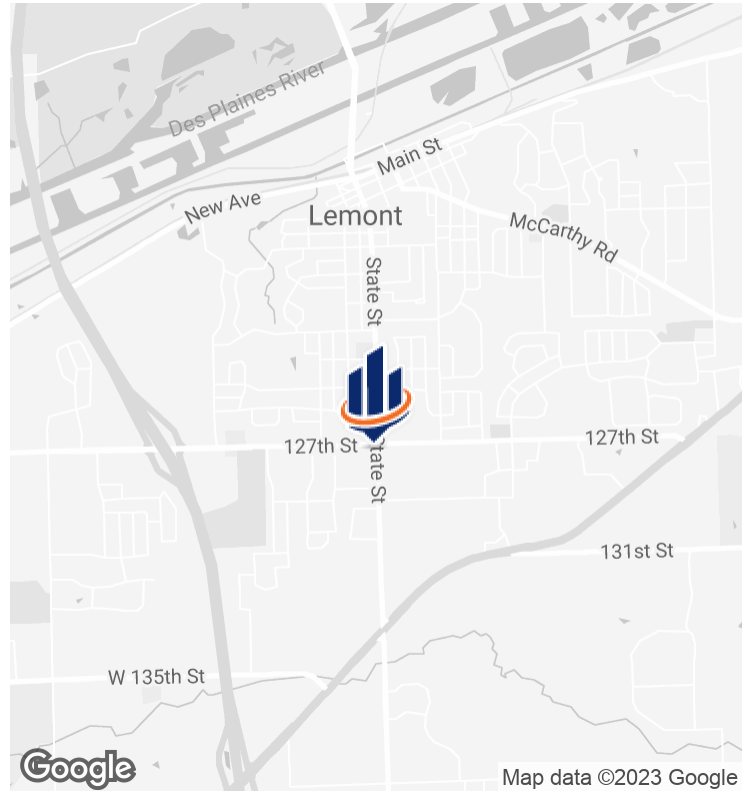 Des Plaines River
Main St
New Ave
Lemont
McCarthy Rd
State St
127th St
127th St
State St
131st St
W 135th St
Google
Map data ©2023 Google